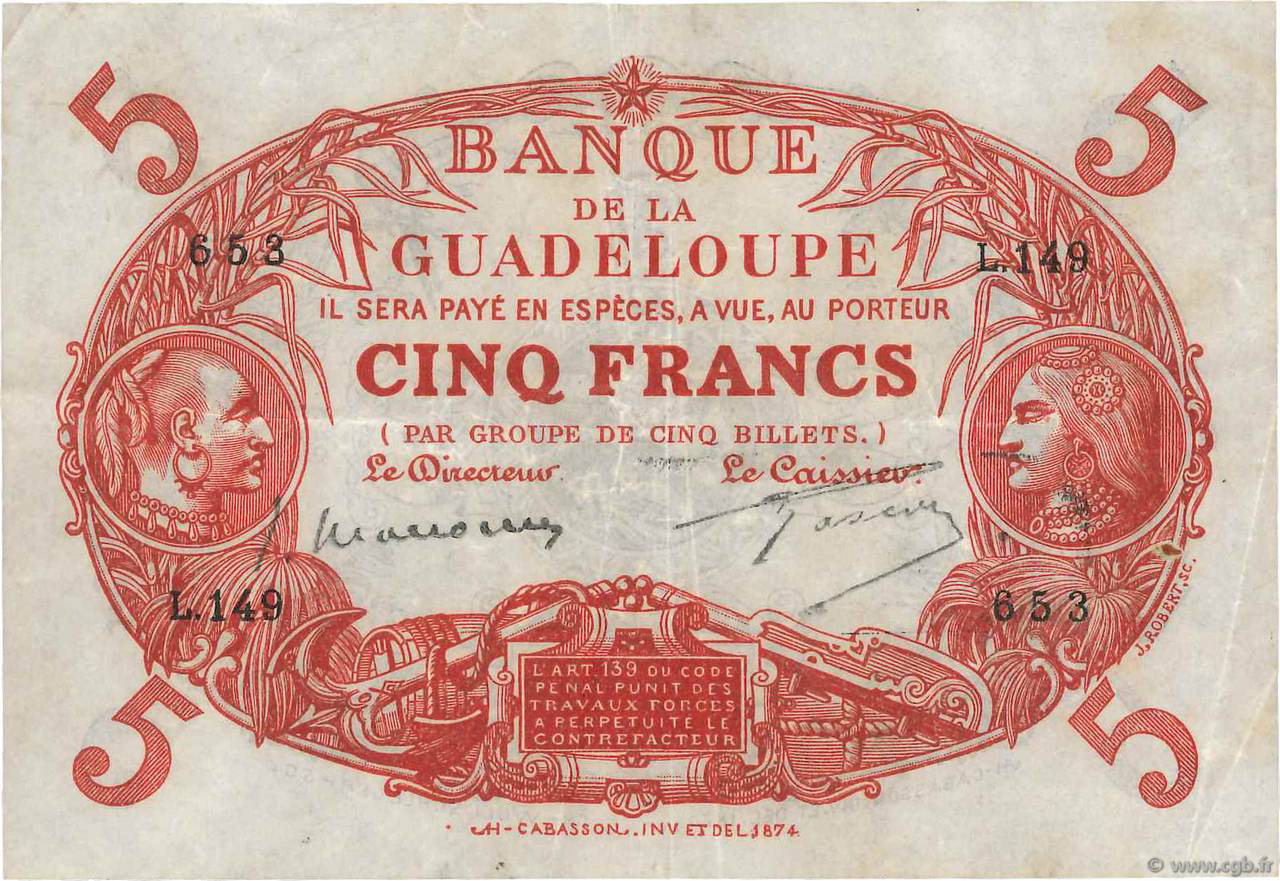 5 5
BANQUE
DE LA
GUADELOUPE
653 L.149
IL SERA PAYÉ EN ESPÈCES, A VUE, AU PORTEUR
CINQ FRANCS
( PAR GROUPE DE CINQ BILLETS. )
Le Directeur. Le Caissier.
L.149 653
J. ROBERT, SC.
L'ART 139 DU CODE
PENAL PUNIT DES
TRAVAUX FORCES
A PERPETUITE LE
CONTREFACTEUR
5 5
H-CABASSON. INV ET DEL 1874
© www.cgb.fr